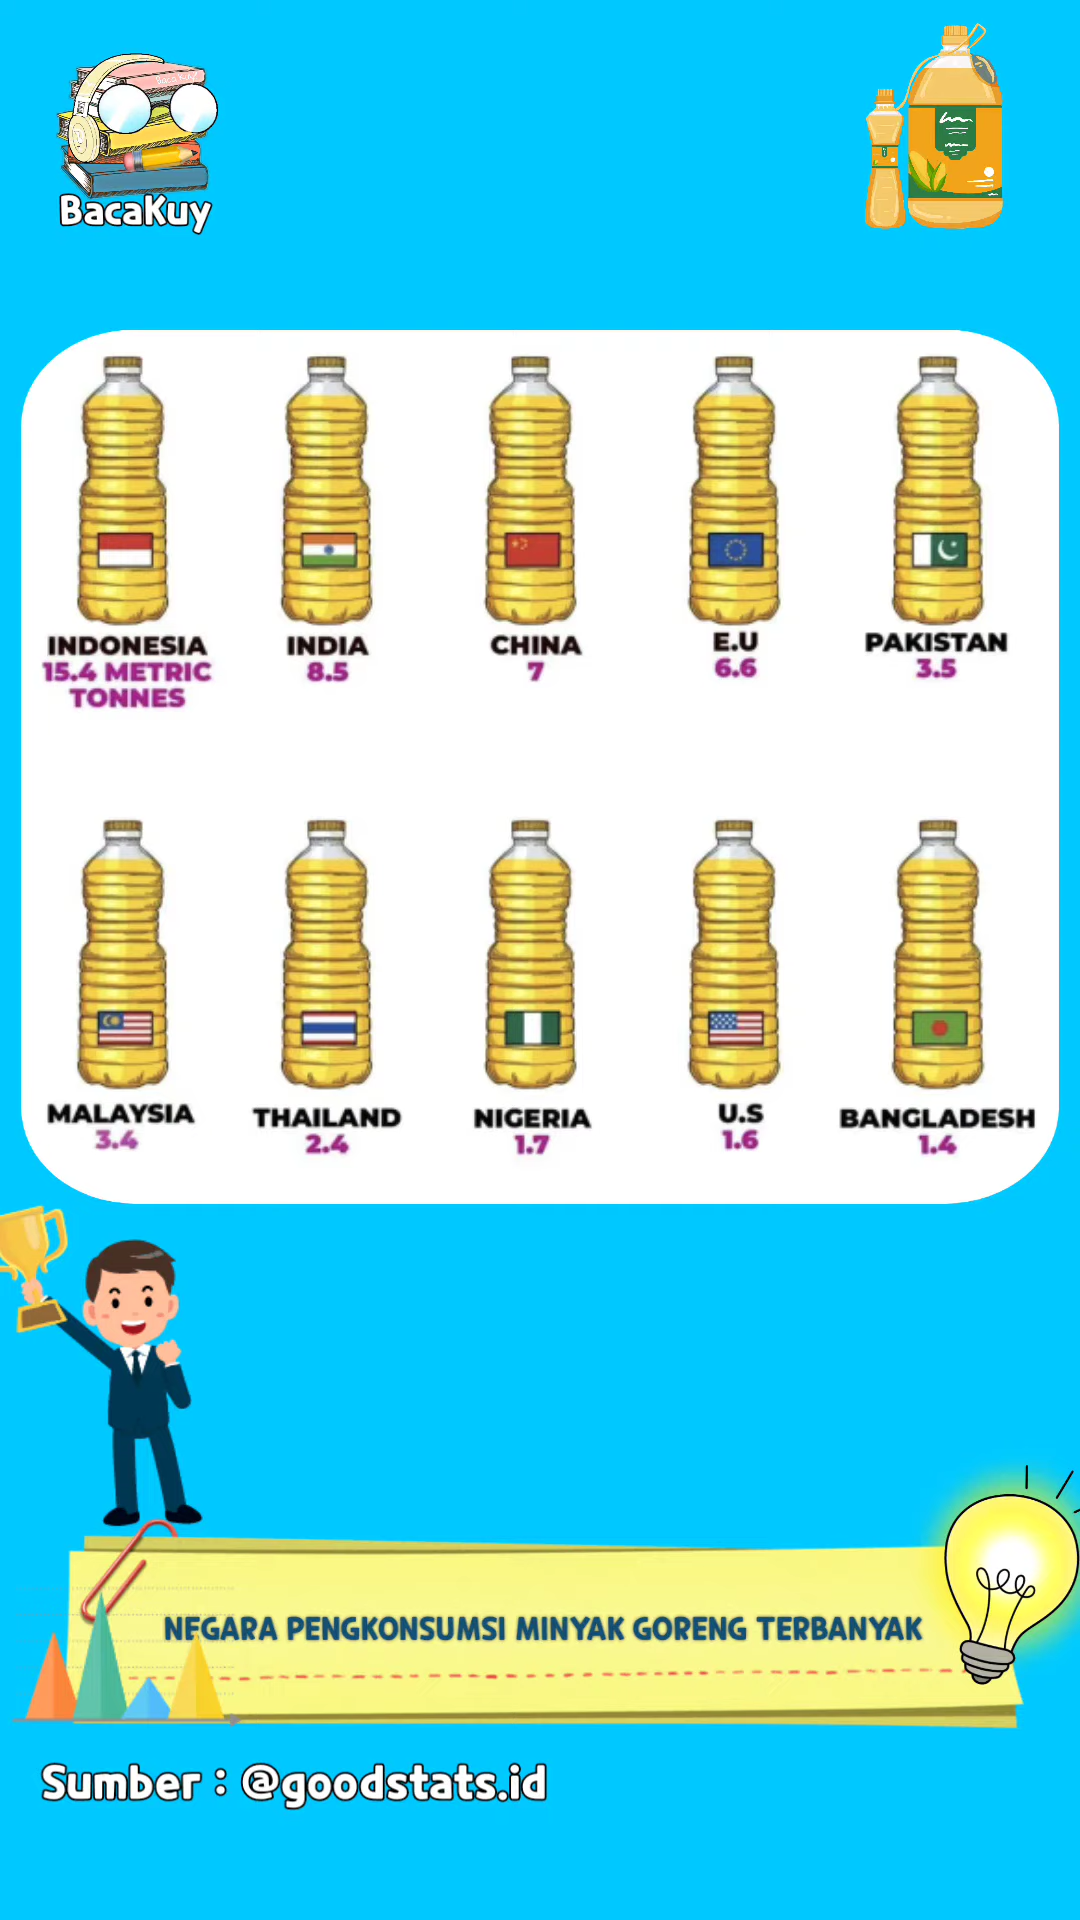 Baca Kuy!
BacaKuy
INDONESIA
15.4 METRIC
TONNES
INDIA
8.5
CHINA
7
E.U
6.6
PAKISTAN
3.5
MALAYSIA
3.4
THAILAND
2.4
NIGERIA
1.7
U.S
1.6
BANGLADESH
1.4
NEGARA PENGKONSUMSI MINYAK GORENG TERBANYAK
Sumber : @goodstats.id